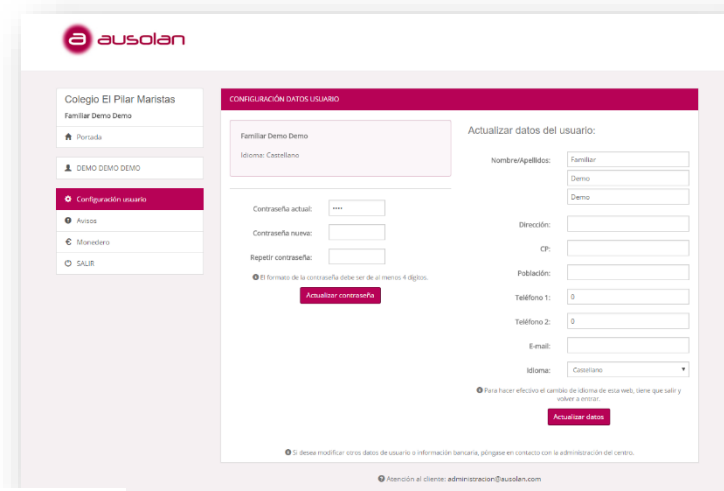 a ausolan
Colegio El Pilar Maristas
Familiar Demo Demo
Portada
DEMO DEMO DEMO
Configuración usuario
Avisos
€ Monedero
SALIR
CONFIGURACIÓN DATOS USUARIO
Familiar Demo Demo
Idioma: Castellano
Contraseña actual: ····
Contraseña nueva:
Repetir contraseña:
El formato de la contraseña debe ser de al menos 4 dígitos.
Actualizar contraseña
Actualizar datos del usuario:
Nombre/Apellidos: Familiar
Demo
Demo
Dirección:
CP:
Población:
Teléfono 1: 0
Teléfono 2: 0
E-mail:
Idioma: Castellano
Para hacer efectivo el cambio de idioma de esta web, tiene que salir y
volver a entrar.
Actualizar datos
Si desea modificar otros datos de usuario o información bancaria, póngase en contacto con la administración del centro.
Atención al cliente: administracion@ausolan.com